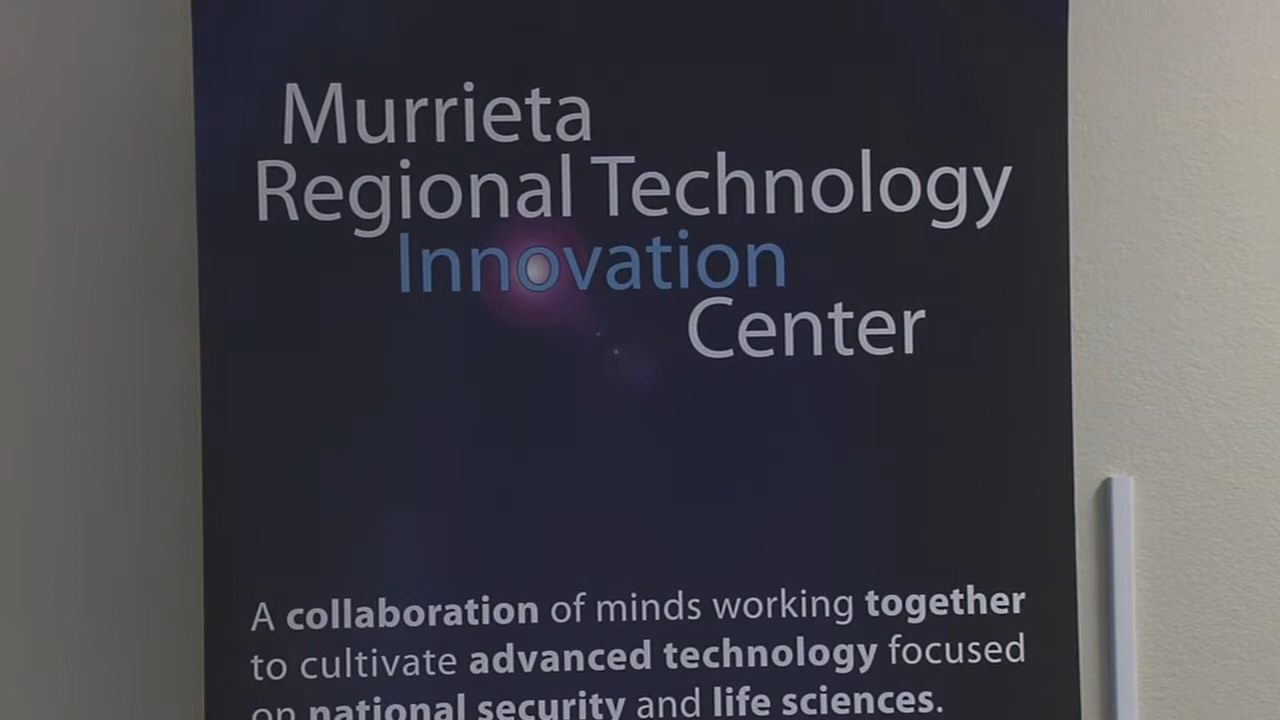 Murrieta
Regional Technology
Innovation
Center
A collaboration of minds working together
to cultivate advanced technology focused
on national security and life sciences.